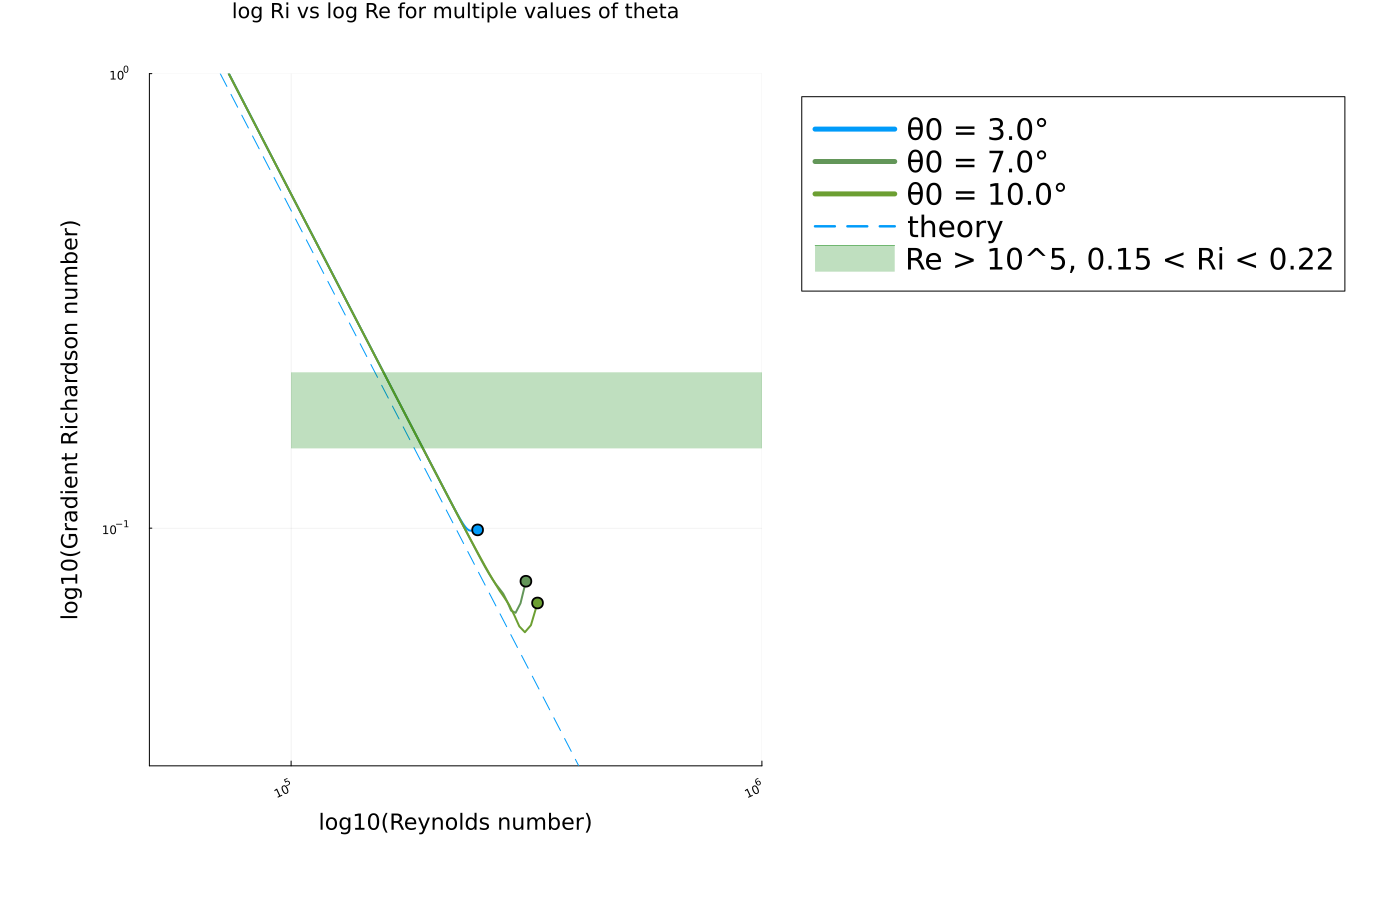 log Ri vs log Re for multiple values of theta
10^0
10^-1
log10(Gradient Richardson number)
10^5
10^6
log10(Reynolds number)
θ0 = 3.0°
θ0 = 7.0°
θ0 = 10.0°
theory
Re > 10^5, 0.15 < Ri < 0.22